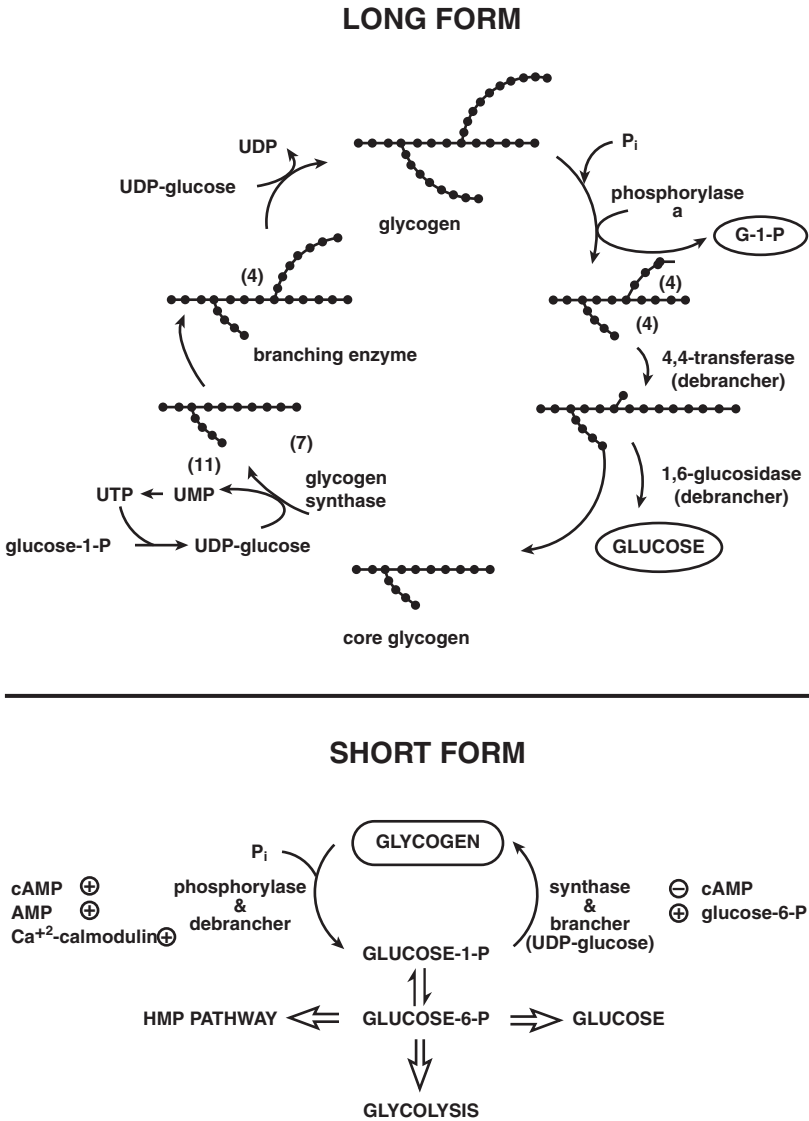 LONG FORM
UDP
UDP-glucose
glycogen
P_i
phosphorylase
a
G-1-P
(4)
branching enzyme
(4)
(4)
4,4-transferase
(debrancher)
(7)
(11)
glycogen
synthase
UTP
UMP
glucose-1-P
UDP-glucose
1,6-glucosidase
(debrancher)
GLUCOSE
core glycogen
SHORT FORM
GLYCOGEN
P_i
phosphorylase
&
debrancher
cAMP +
AMP +
Ca+2-calmodulin +
synthase
&
brancher
(UDP-glucose)
− cAMP
+ glucose-6-P
GLUCOSE-1-P
HMP PATHWAY
GLUCOSE-6-P
GLUCOSE
GLYCOLYSIS